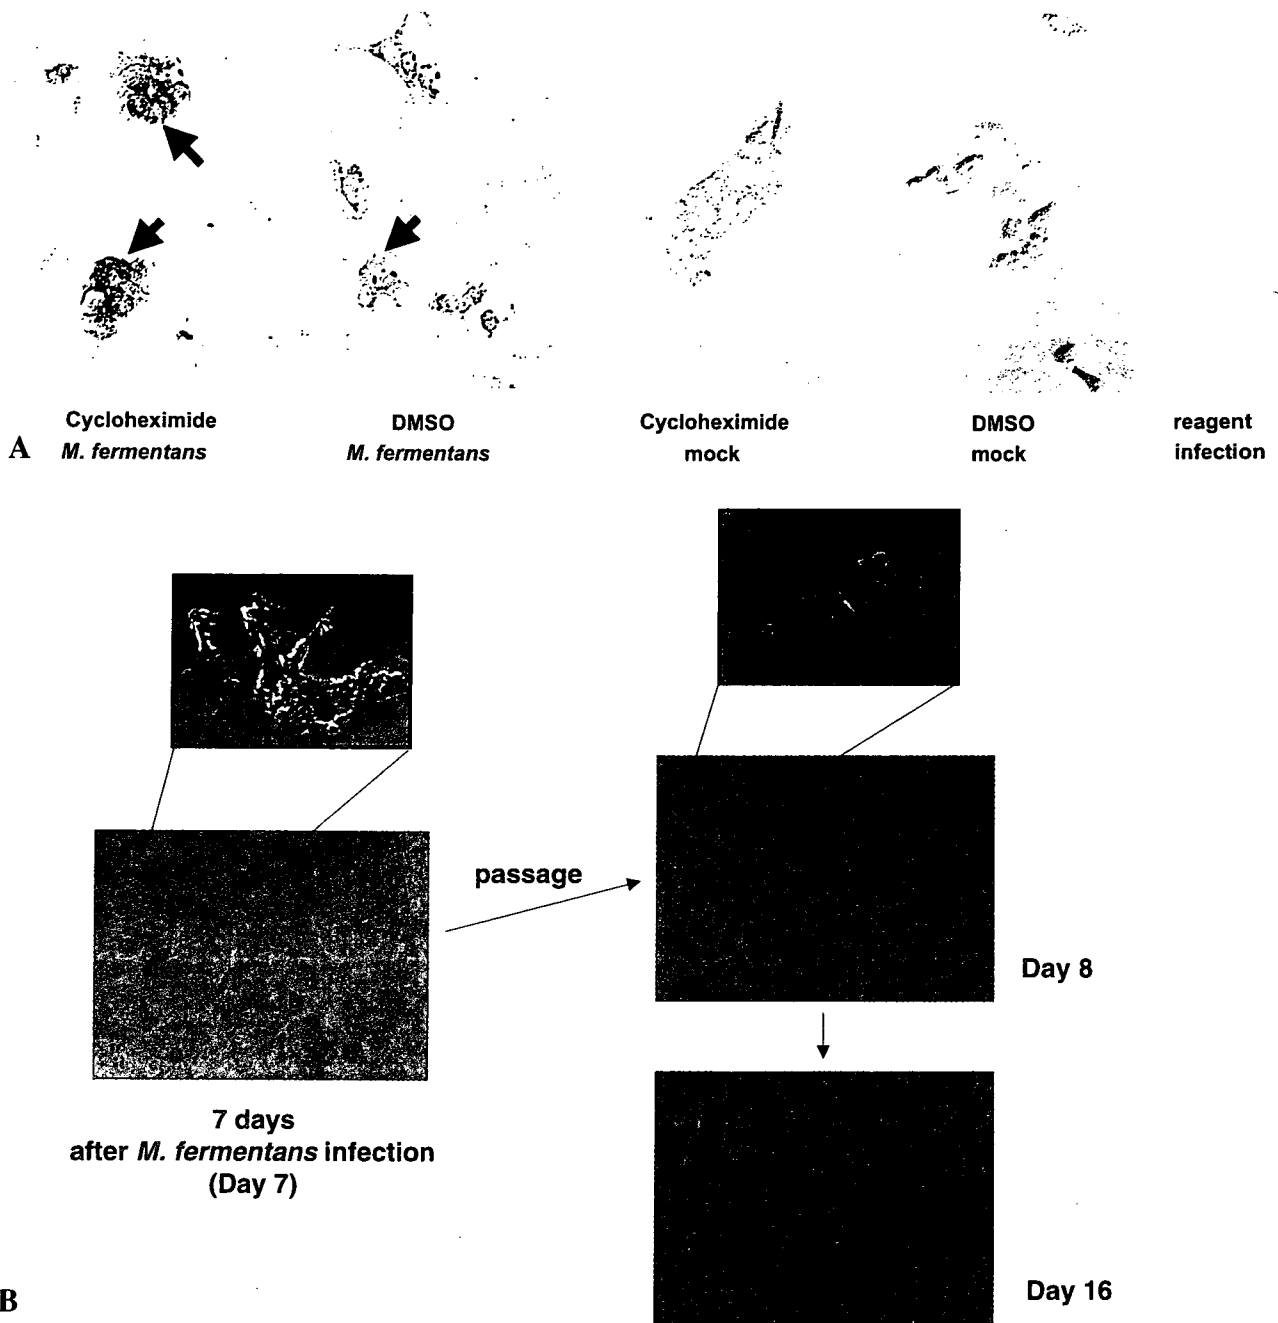 Cycloheximide DMSO Cycloheximide DMSO reagent
A M. fermentans M. fermentans mock mock infection
passage
Day 8
7 days
after M. fermentans infection
(Day 7)
Day 16
B